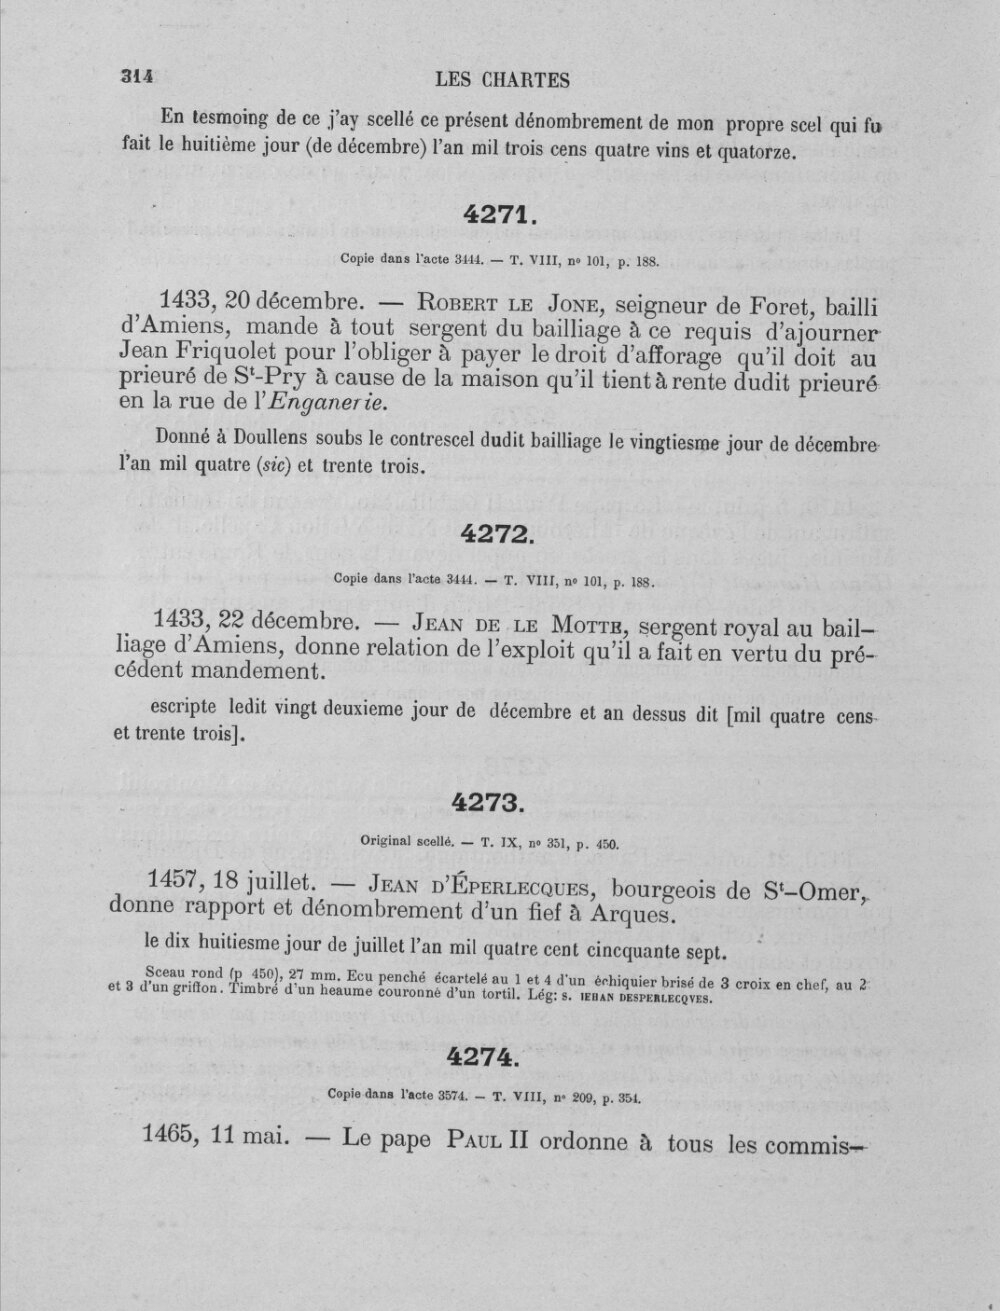 314 LES CHARTES
En tesmoing de ce j'ay scellé ce présent dénombrement de mon propre scel qui fu
fait le huitième jour (de décembre) l'an mil trois cens quatre vins et quatorze.
4271.
Copie dans l'acte 3444. — T. VIII, nº 101, p. 188.
1433, 20 décembre. — ROBERT LE JONE, seigneur de Foret, bailli
d'Amiens, mande à tout sergent du bailliage à ce requis d'ajourner
Jean Friquolet pour l'obliger à payer le droit d'afforage qu'il doit au
prieuré de Sᵗ-Pry à cause de la maison qu'il tient à rente dudit prieuré
en la rue de l'Enganerie.
Donné à Doullens soubs le contrescel dudit bailliage le vingtiesme jour de décembre
l'an mil quatre (sic) et trente trois.
4272.
Copie dans l'acte 3444. — T. VIII, nº 101, p. 188.
1433, 22 décembre. — JEAN DE LE MOTTE, sergent royal au bail-
liage d'Amiens, donne relation de l'exploit qu'il a fait en vertu du pré-
cédent mandement.
escripte ledit vingt deuxieme jour de décembre et an dessus dit [mil quatre cens
et trente trois].
4273.
Original scellé. — T. IX, nº 351, p. 450.
1457, 18 juillet. — JEAN D'ÉPERLECQUES, bourgeois de Sᵗ-Omer,
donne rapport et dénombrement d'un fief à Arques.
le dix huitiesme jour de juillet l'an mil quatre cent cincquante sept.
Sceau rond (p 450), 27 mm. Ecu penché écartelé au 1 et 4 d'un échiquier brisé de 3 croix en chef, au 2
et 3 d'un griffon. Timbré d'un heaume couronné d'un tortil. Lég: S. IEHAN DESPERLECQVES.
4274.
Copie dans l'acte 3574. — T. VIII, nº 209, p. 354.
1465, 11 mai. — Le pape PAUL II ordonne à tous les commis-